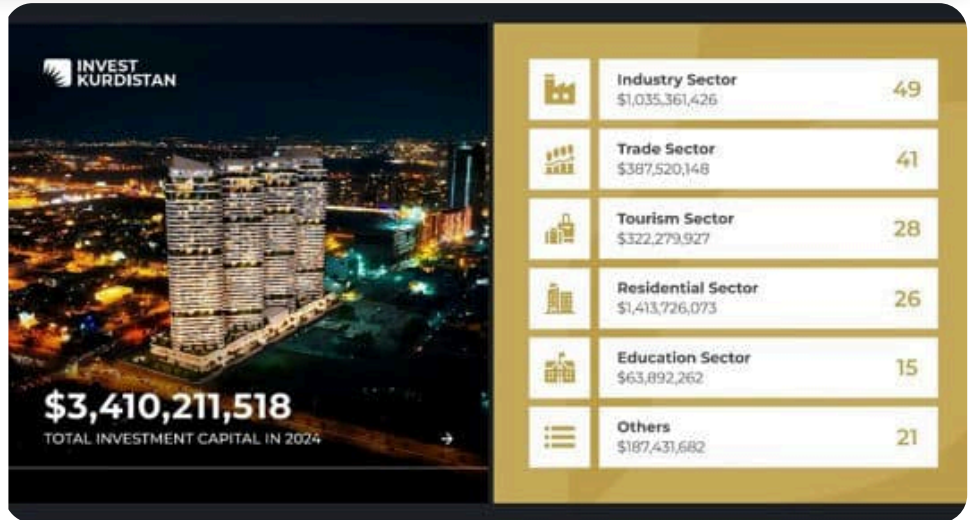 INVEST
KURDISTAN
$3,410,211,518
TOTAL INVESTMENT CAPITAL IN 2024
Industry Sector
$1,035,361,426
49
Trade Sector
$387,520,148
41
Tourism Sector
$322,279,927
28
Residential Sector
$1,413,726,073
26
Education Sector
$63,892,262
15
Others
$187,431,682
21